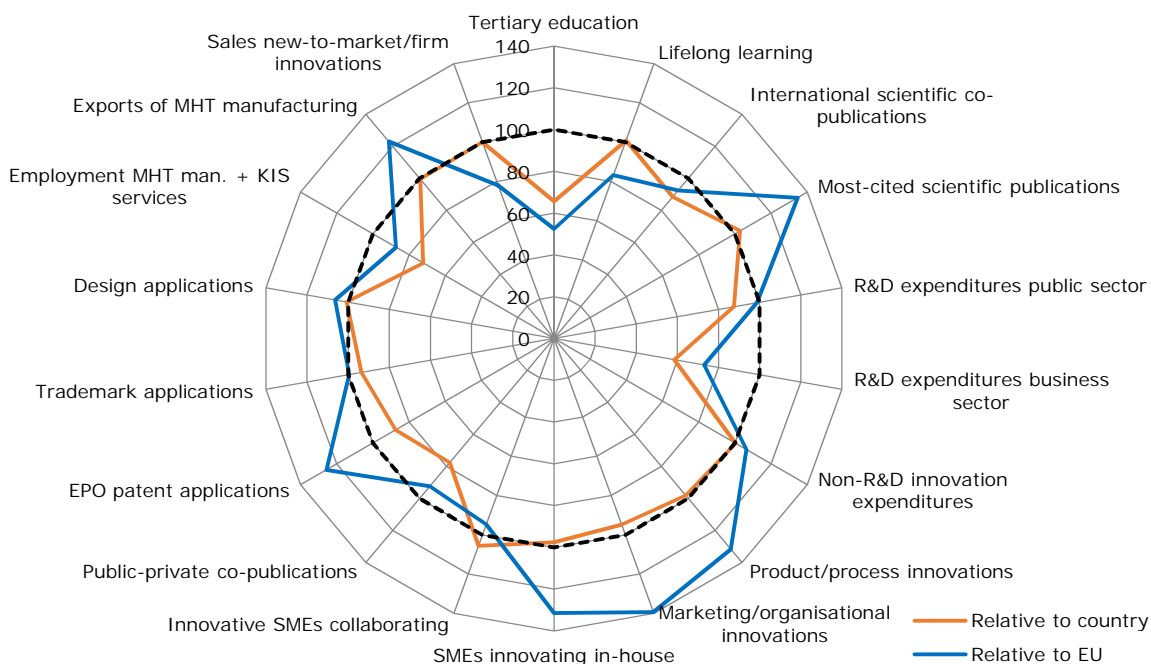 Tertiary education
Lifelong learning
International scientific co-
publications
Most-cited scientific publications
R&D expenditures public sector
R&D expenditures business
sector
Non-R&D innovation
expenditures
Product/process innovations
Marketing/organisational
innovations
SMEs innovating in-house
Innovative SMEs collaborating
Public-private co-publications
EPO patent applications
Trademark applications
Design applications
Employment MHT man. + KIS
services
Exports of MHT manufacturing
Sales new-to-market/firm
innovations
140
120
100
80
60
40
20
0
Relative to country
Relative to EU